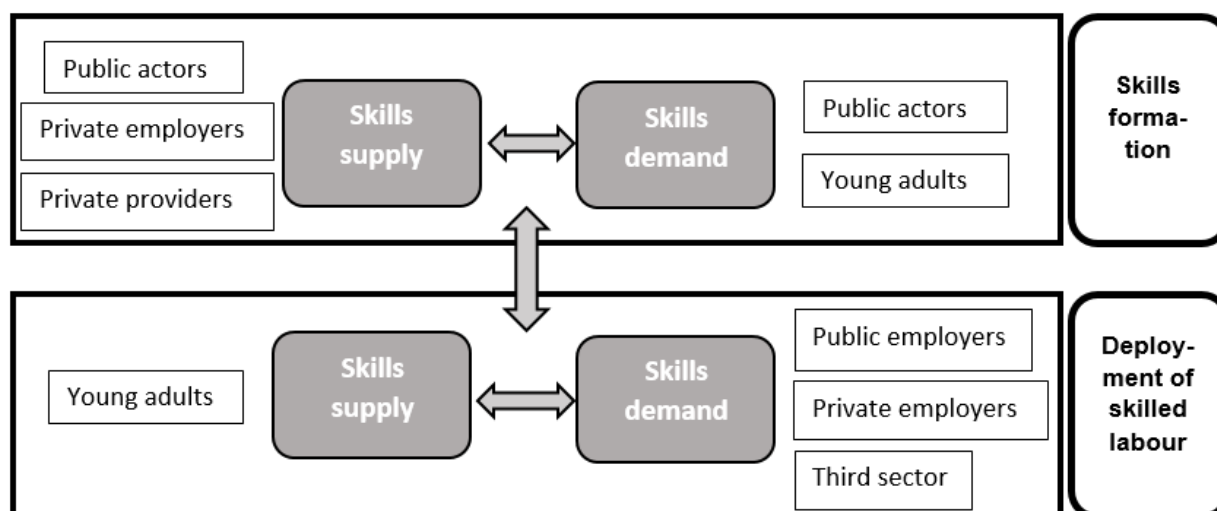 Public actors
Private employers
Private providers
Skills
supply
Skills
demand
Public actors
Young adults
Skills
forma-
tion
Young adults
Skills
supply
Skills
demand
Public employers
Private employers
Third sector
Deploy-
ment of
skilled
labour